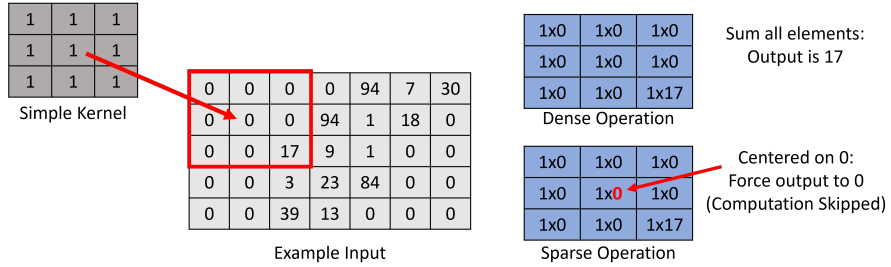 1 1 1
1 1 1
1 1 1
Simple Kernel
0 0 0 0 94 7 30
0 0 0 94 1 18 0
0 0 17 9 1 0 0
0 0 3 23 84 0 0
0 0 39 13 0 0 0
Example Input
1x0 1x0 1x0
1x0 1x0 1x0
1x0 1x0 1x17
Dense Operation
Sum all elements:
Output is 17
1x0 1x0 1x0
1x0 1x0 1x0
1x0 1x0 1x17
Sparse Operation
Centered on 0:
Force output to 0
(Computation Skipped)